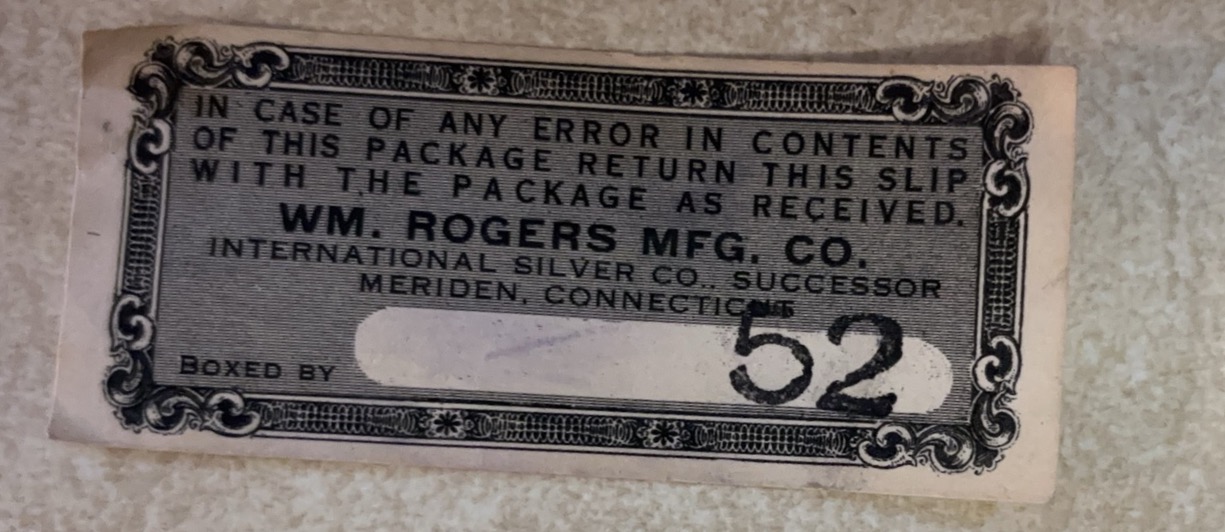 IN CASE OF ANY ERROR IN CONTENTS
OF THIS PACKAGE RETURN THIS SLIP
WITH THE PACKAGE AS RECEIVED.
WM. ROGERS MFG. CO.
INTERNATIONAL SILVER CO., SUCCESSOR
MERIDEN, CONNECTICUT
BOXED BY 52